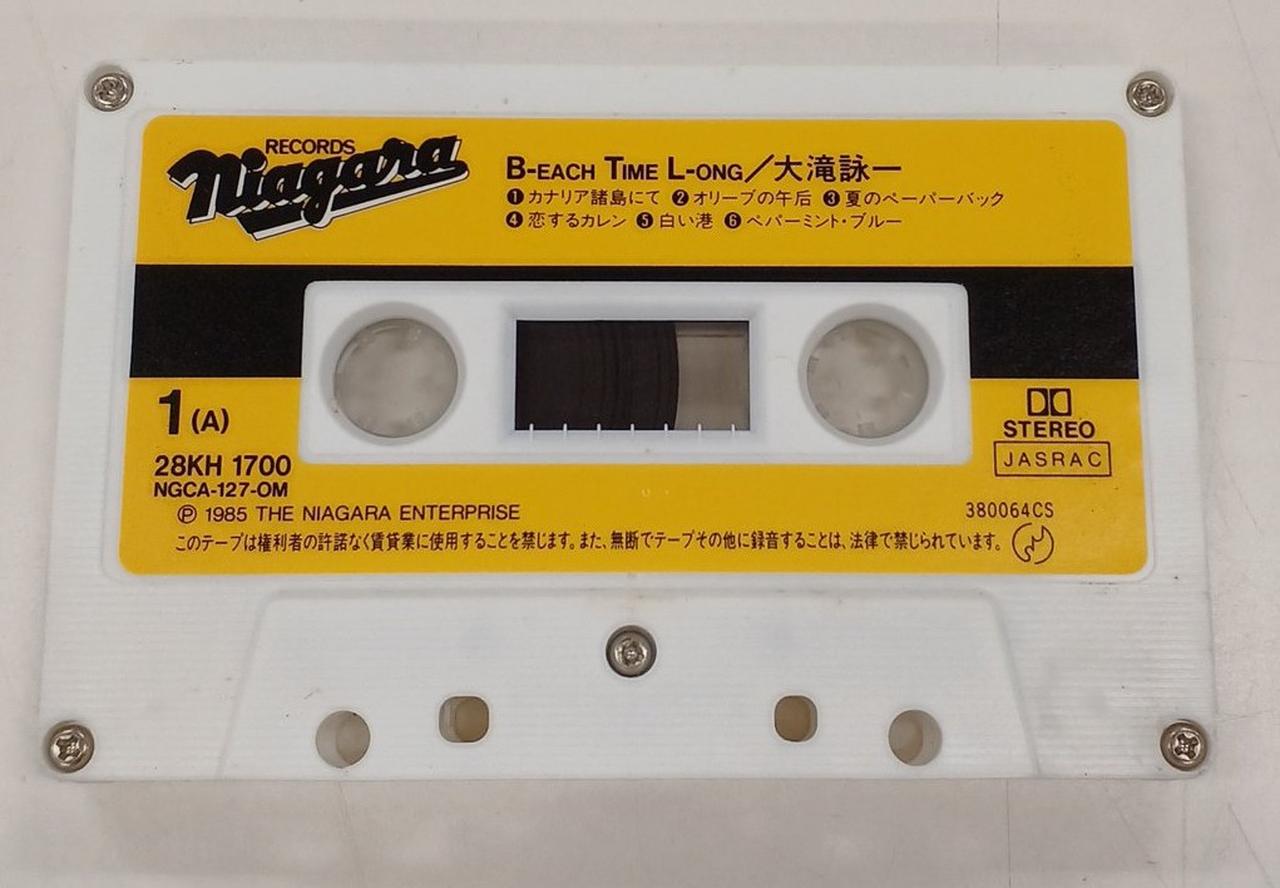 RECORDS
Niagara
B-EACH TIME L-ONG／大滝詠一
❶カナリア諸島にて ❷オリーブの午后 ❸夏のペーパーバック
❹恋するカレン ❺白い港 ❻ペパーミント・ブルー
1(A)
28KH 1700
NGCA-127-OM
STEREO
JASRAC
℗ 1985 THE NIAGARA ENTERPRISE
380064CS
このテープは権利者の許諾なく賃貸業に使用することを禁じます。また、無断でテープその他に録音することは、法律で禁じられています。